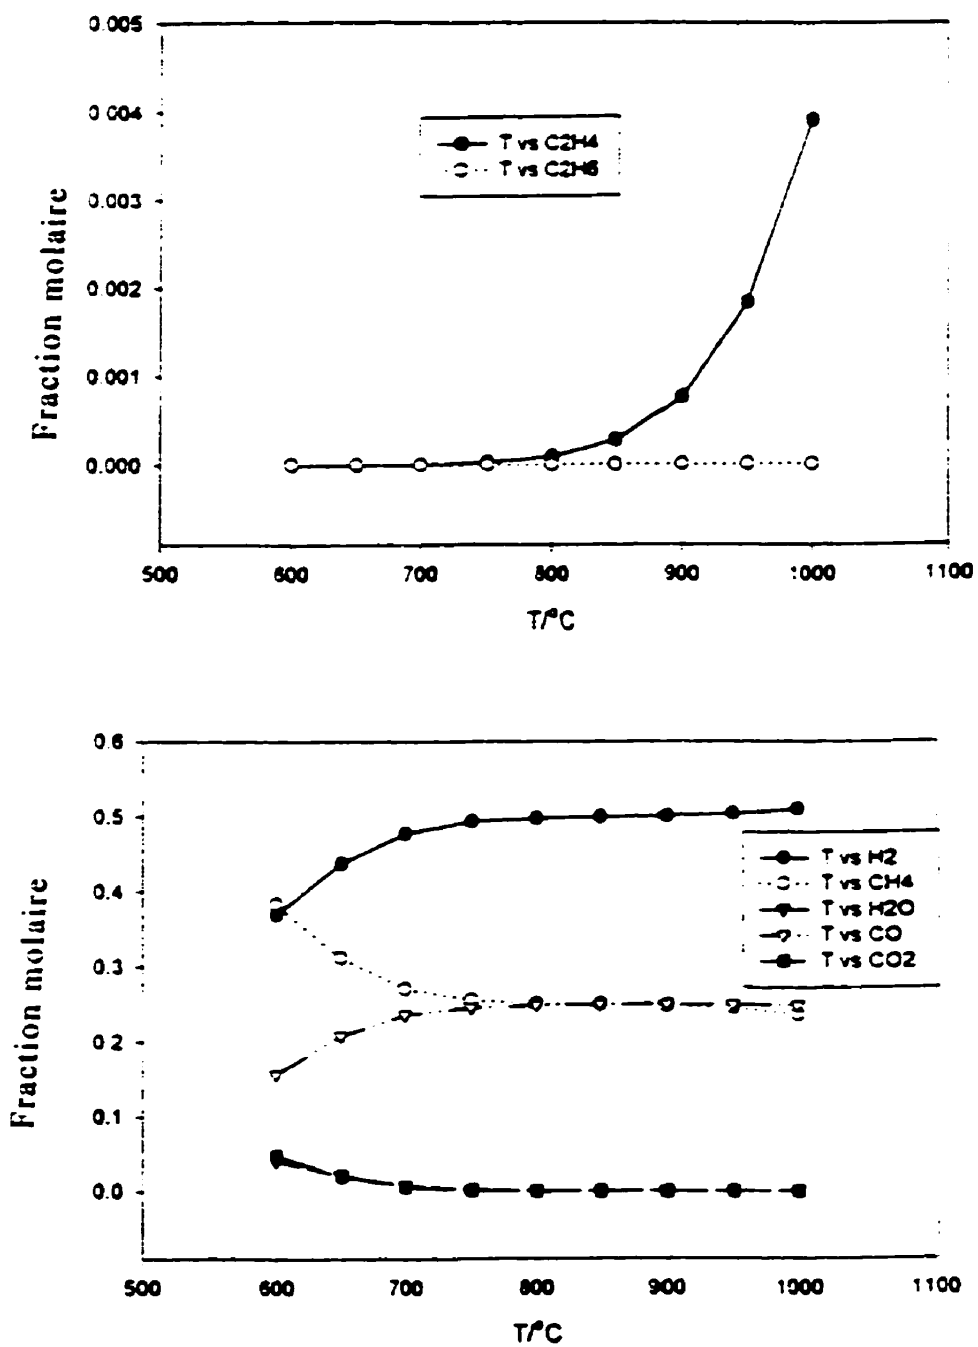 0.005
0.004
0.003
0.002
0.001
0.000
Fraction molaire
T vs C2H4
T vs C2H6
500 600 700 800 900 1000 1100
T/°C
0.6
0.5
0.4
0.3
0.2
0.1
0.0
Fraction molaire
T vs H2
T vs CH4
T vs H2O
T vs CO
T vs CO2
500 600 700 800 900 1000 1100
T/°C